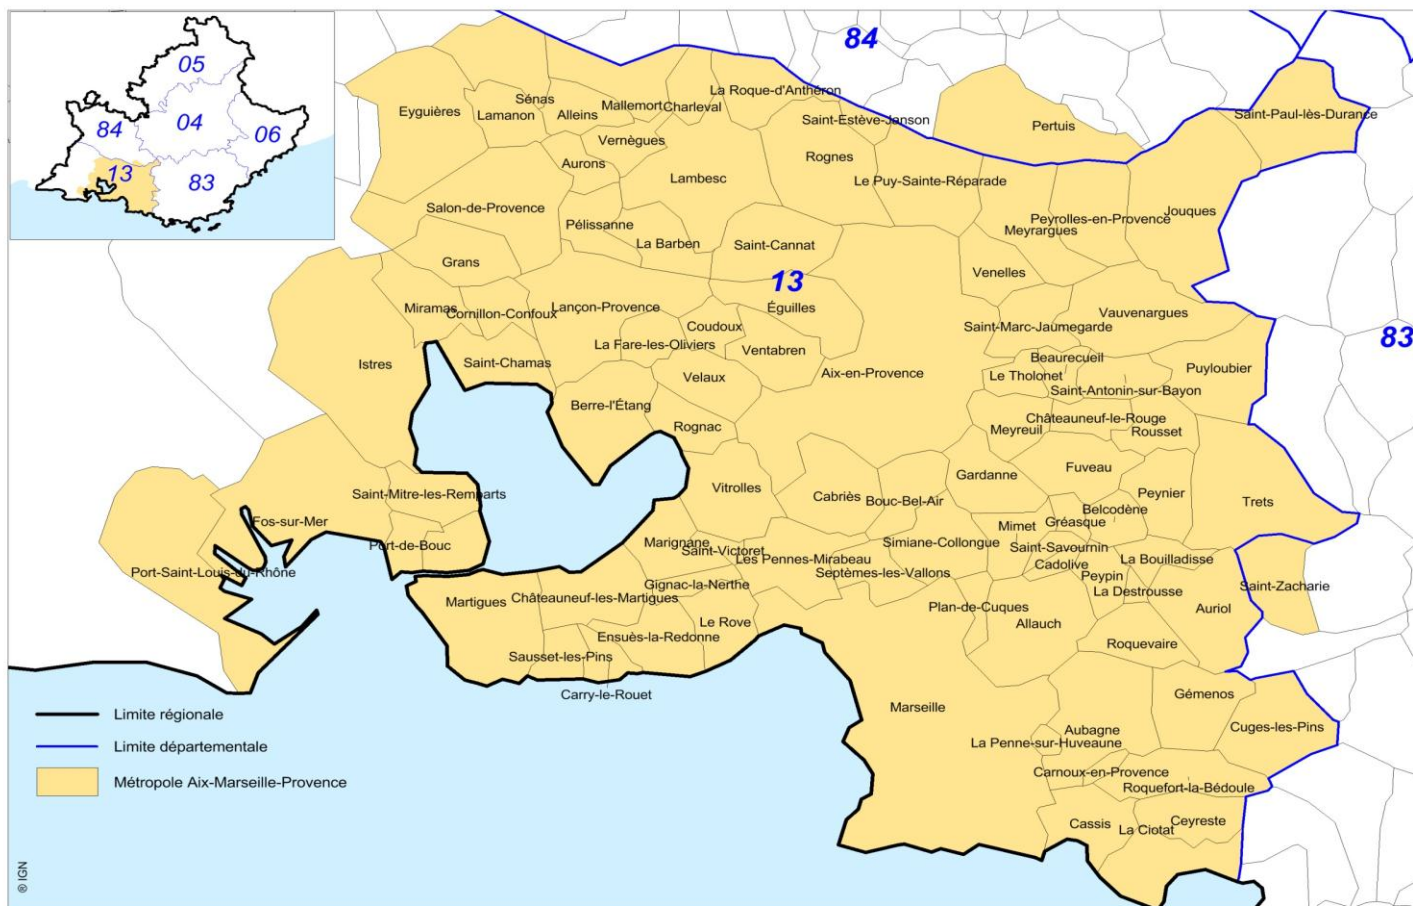 05
04
84
06
13
83
84
83
13
La Roque-d'Anthéron
Sénas
Mallemort
Charleval
Eyguières
Lamanon
Alleins
Saint-Paul-lès-Durance
Saint-Estève-Janson
Pertuis
Vernègues
Rognes
Aurons
Lambesc
Le Puy-Sainte-Réparade
Salon-de-Provence
Peyrolles-en-Provence
Jouques
Pélissanne
Meyrargues
La Barben
Saint-Cannat
Grans
Venelles
Miramas
Lançon-Provence
Éguilles
Cornillon-Confoux
Vauvenargues
Coudoux
Saint-Marc-Jaumegarde
La Fare-les-Oliviers
Ventabren
Beaurecueil
Istres
Saint-Chamas
Puyloubier
Aix-en-Provence
Velaux
Le Tholonet
Saint-Antonin-sur-Bayon
Berre-l'Étang
Châteauneuf-le-Rouge
Rognac
Meyreuil
Rousset
Fuveau
Gardanne
Vitrolles
Saint-Mitre-les-Remparts
Cabriès
Bouc-Bel-Air
Peynier
Trets
Belcodène
Fos-sur-Mer
Gréasque
Mimet
Port-de-Bouc
Marignane
Simiane-Collongue
Saint-Savournin
Saint-Victoret
Les Pennes-Mirabeau
La Bouilladisse
Cadolive
Port-Saint-Louis-du-Rhône
Septèmes-les-Vallons
Peypin
Gignac-la-Nerthe
Saint-Zacharie
La Destrousse
Martigues
Châteauneuf-les-Martigues
Plan-de-Cuques
Auriol
Le Rove
Allauch
Ensuès-la-Redonne
Roquevaire
Sausset-les-Pins
Carry-le-Rouet
Gémenos
Marseille
Cuges-les-Pins
Aubagne
La Penne-sur-Huveaune
Carnoux-en-Provence
Roquefort-la-Bédoule
Cassis
Ceyreste
La Ciotat
Limite régionale
Limite départementale
Métropole Aix-Marseille-Provence
® IGN